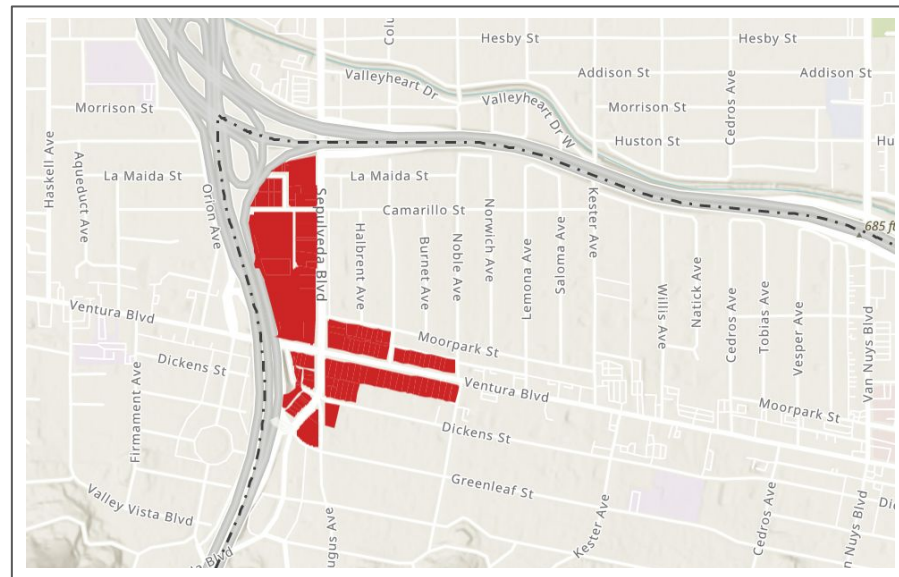 Hesby St
Hesby St
Addison St
Addison St
Valleyheart Dr
Valleyheart Dr W
Morrison St
Morrison St
Huston St
Cedros Ave
Haskell Ave
Aqueduct Ave
La Maida St
La Maida St
Orion Ave
Sepulveda Blvd
Camarillo St
Halbrent Ave
Burnet Ave
Noble Ave
Norwich Ave
Lemona Ave
Saloma Ave
Kester Ave
685 ft
Willis Ave
Natick Ave
Cedros Ave
Tobias Ave
Vesper Ave
Van Nuys Blvd
Ventura Blvd
Moorpark St
Dickens St
Firmament Ave
Ventura Blvd
Moorpark St
Dickens St
Greenleaf St
Valley Vista Blvd
Kester Ave
Cedros Ave